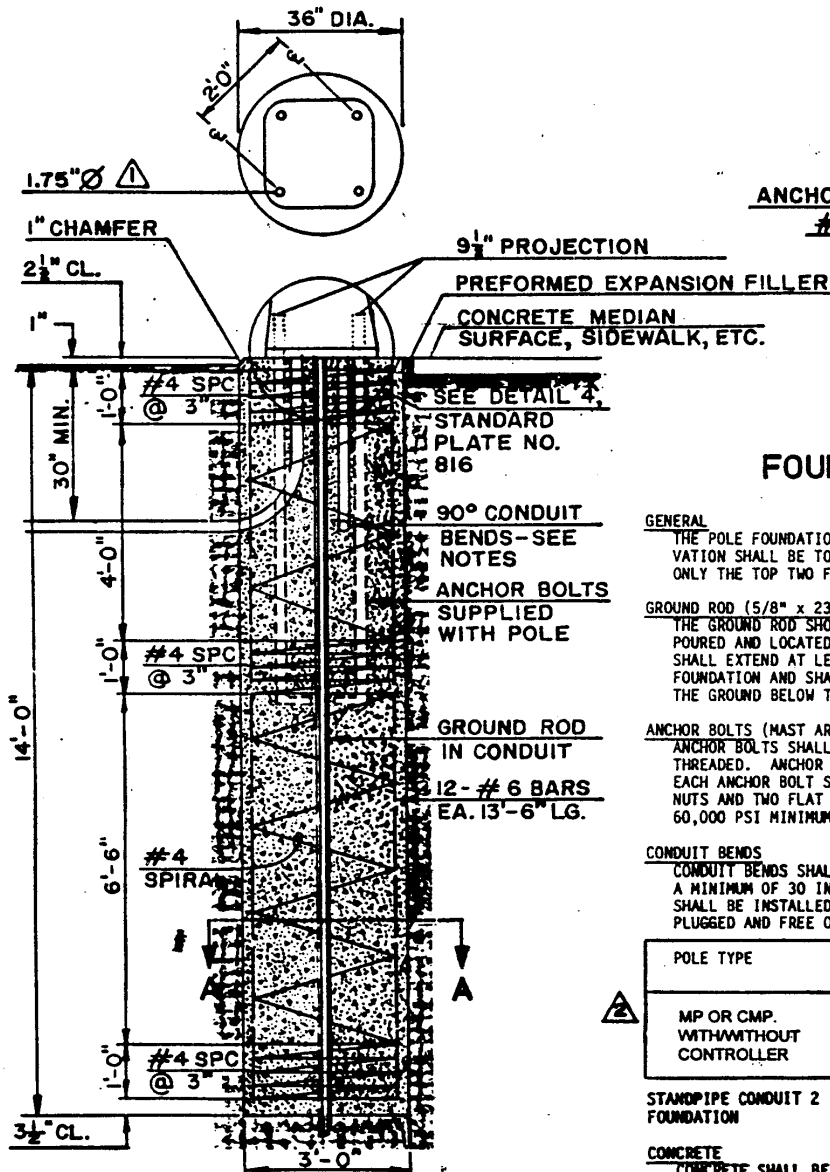 36" DIA.
2'-0"
1.75"Ø 1
1" CHAMFER
2½" CL.
1"
9½" PROJECTION
PREFORMED EXPANSION FILLER
CONCRETE MEDIAN
SURFACE, SIDEWALK, ETC.
ANCHO
#
#4 SPC
@ 3"
1'-0"
30" MIN.
SEE DETAIL 4,
STANDARD
PLATE NO.
816
4'-0"
90° CONDUIT
BENDS-SEE
NOTES
ANCHOR BOLTS
SUPPLIED
WITH POLE
#4 SPC
@ 3"
1'-0"
14'-0"
GROUND ROD
IN CONDUIT
12-#6 BARS
EA. 13'-6" LG.
6'-6"
#4
SPIRAL
A
A
#4 SPC
@ 3"
1'-0"
3½" CL.
3'-0"
FOU
GENERAL
THE POLE FOUNDATIO
VATION SHALL BE TO
ONLY THE TOP TWO F
GROUND ROD (5/8" x 23
THE GROUND ROD SHO
POURED AND LOCATED
SHALL EXTEND AT LE
FOUNDATION AND SHA
THE GROUND BELOW T
ANCHOR BOLTS (MAST AR
ANCHOR BOLTS SHALL
THREADED. ANCHOR
EACH ANCHOR BOLT S
NUTS AND TWO FLAT
60,000 PSI MINIMUM
CONDUIT BENDS
CONDUIT BENDS SHAL
A MINIMUM OF 30 IN
SHALL BE INSTALLED
PLUGGED AND FREE O
POLE TYPE
2
MP OR CMP.
WITH/WITHOUT
CONTROLLER
STANDPIPE CONDUIT 2
FOUNDATION
CONCRETE
CONCRETE SHALL BE